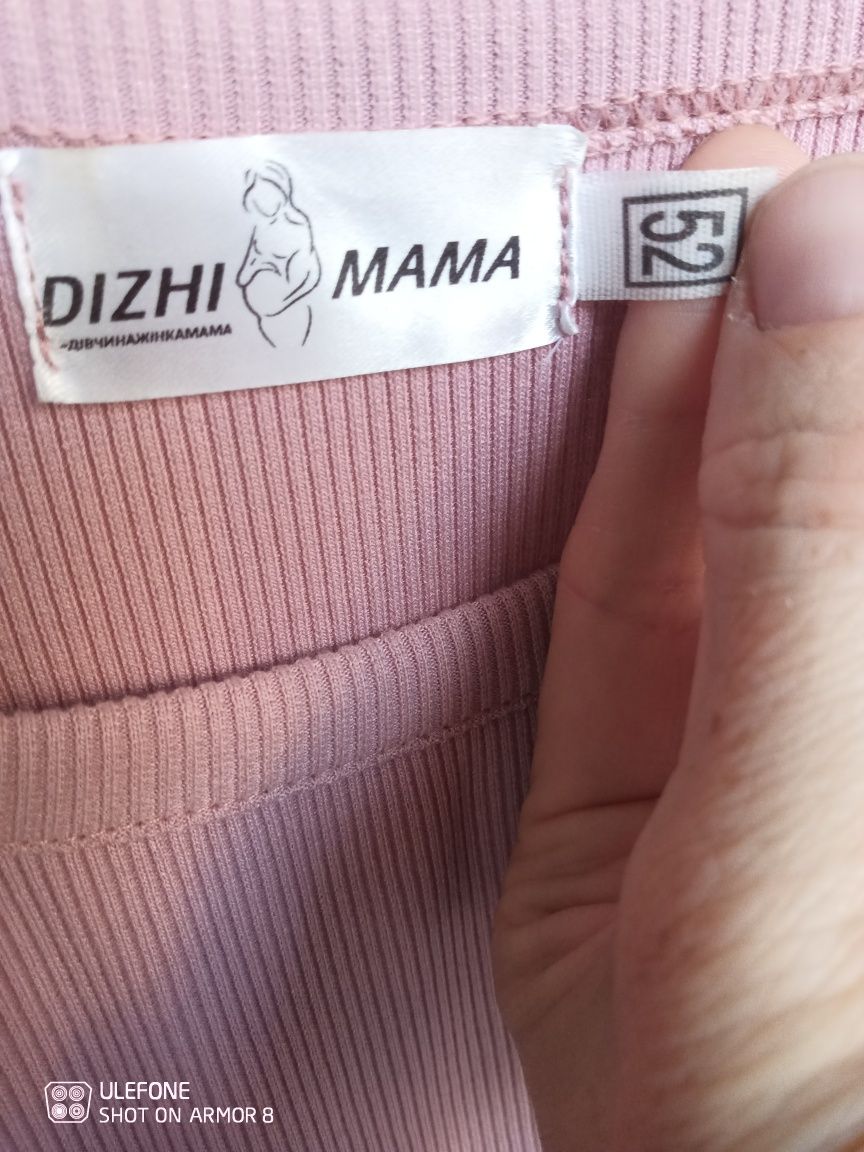 DIZHI MAMA
~ДІВЧИНАЖІНКАМАМА
52
ULEFONE
SHOT ON ARMOR 8